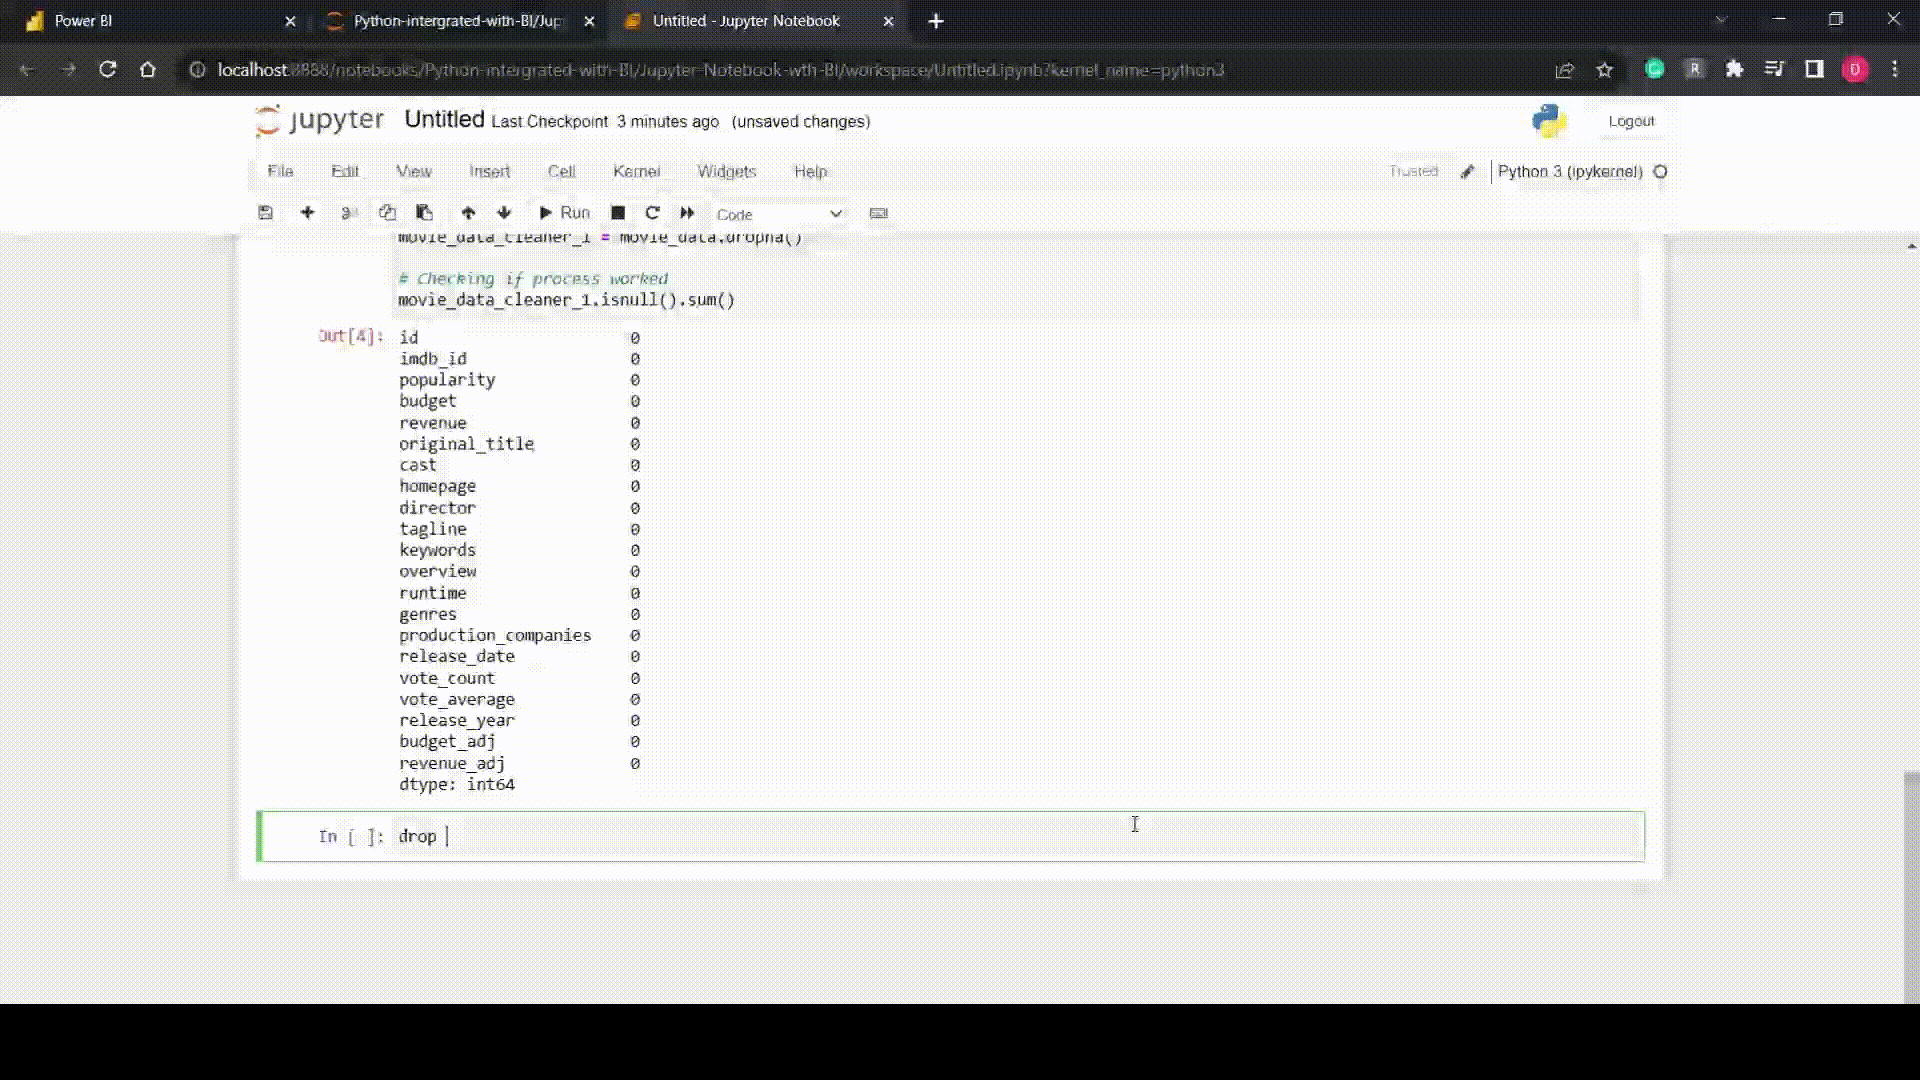 Power BI
Python-intergrated-with-BI/Jup
Untitled - Jupyter Notebook
localhost:8888/notebooks/Python-intergrated-with-BI/Jupyter-Notebook-wth-BI/workspace/Untitled.ipynb?kernel_name=python3
R
D
jupyter Untitled Last Checkpoint 3 minutes ago (unsaved changes)
Logout
File Edit View Insert Cell Kernel Widgets Help
Trusted
Python 3 (ipykernel)
Run
Code
movie_data_cleaner_1 = movie_data.dropna()
# Checking if process worked
movie_data_cleaner_1.isnull().sum()
Out[4]: id 0
imdb_id 0
popularity 0
budget 0
revenue 0
original_title 0
cast 0
homepage 0
director 0
tagline 0
keywords 0
overview 0
runtime 0
genres 0
production_companies 0
release_date 0
vote_count 0
vote_average 0
release_year 0
budget_adj 0
revenue_adj 0
dtype: int64
In [ ]: drop